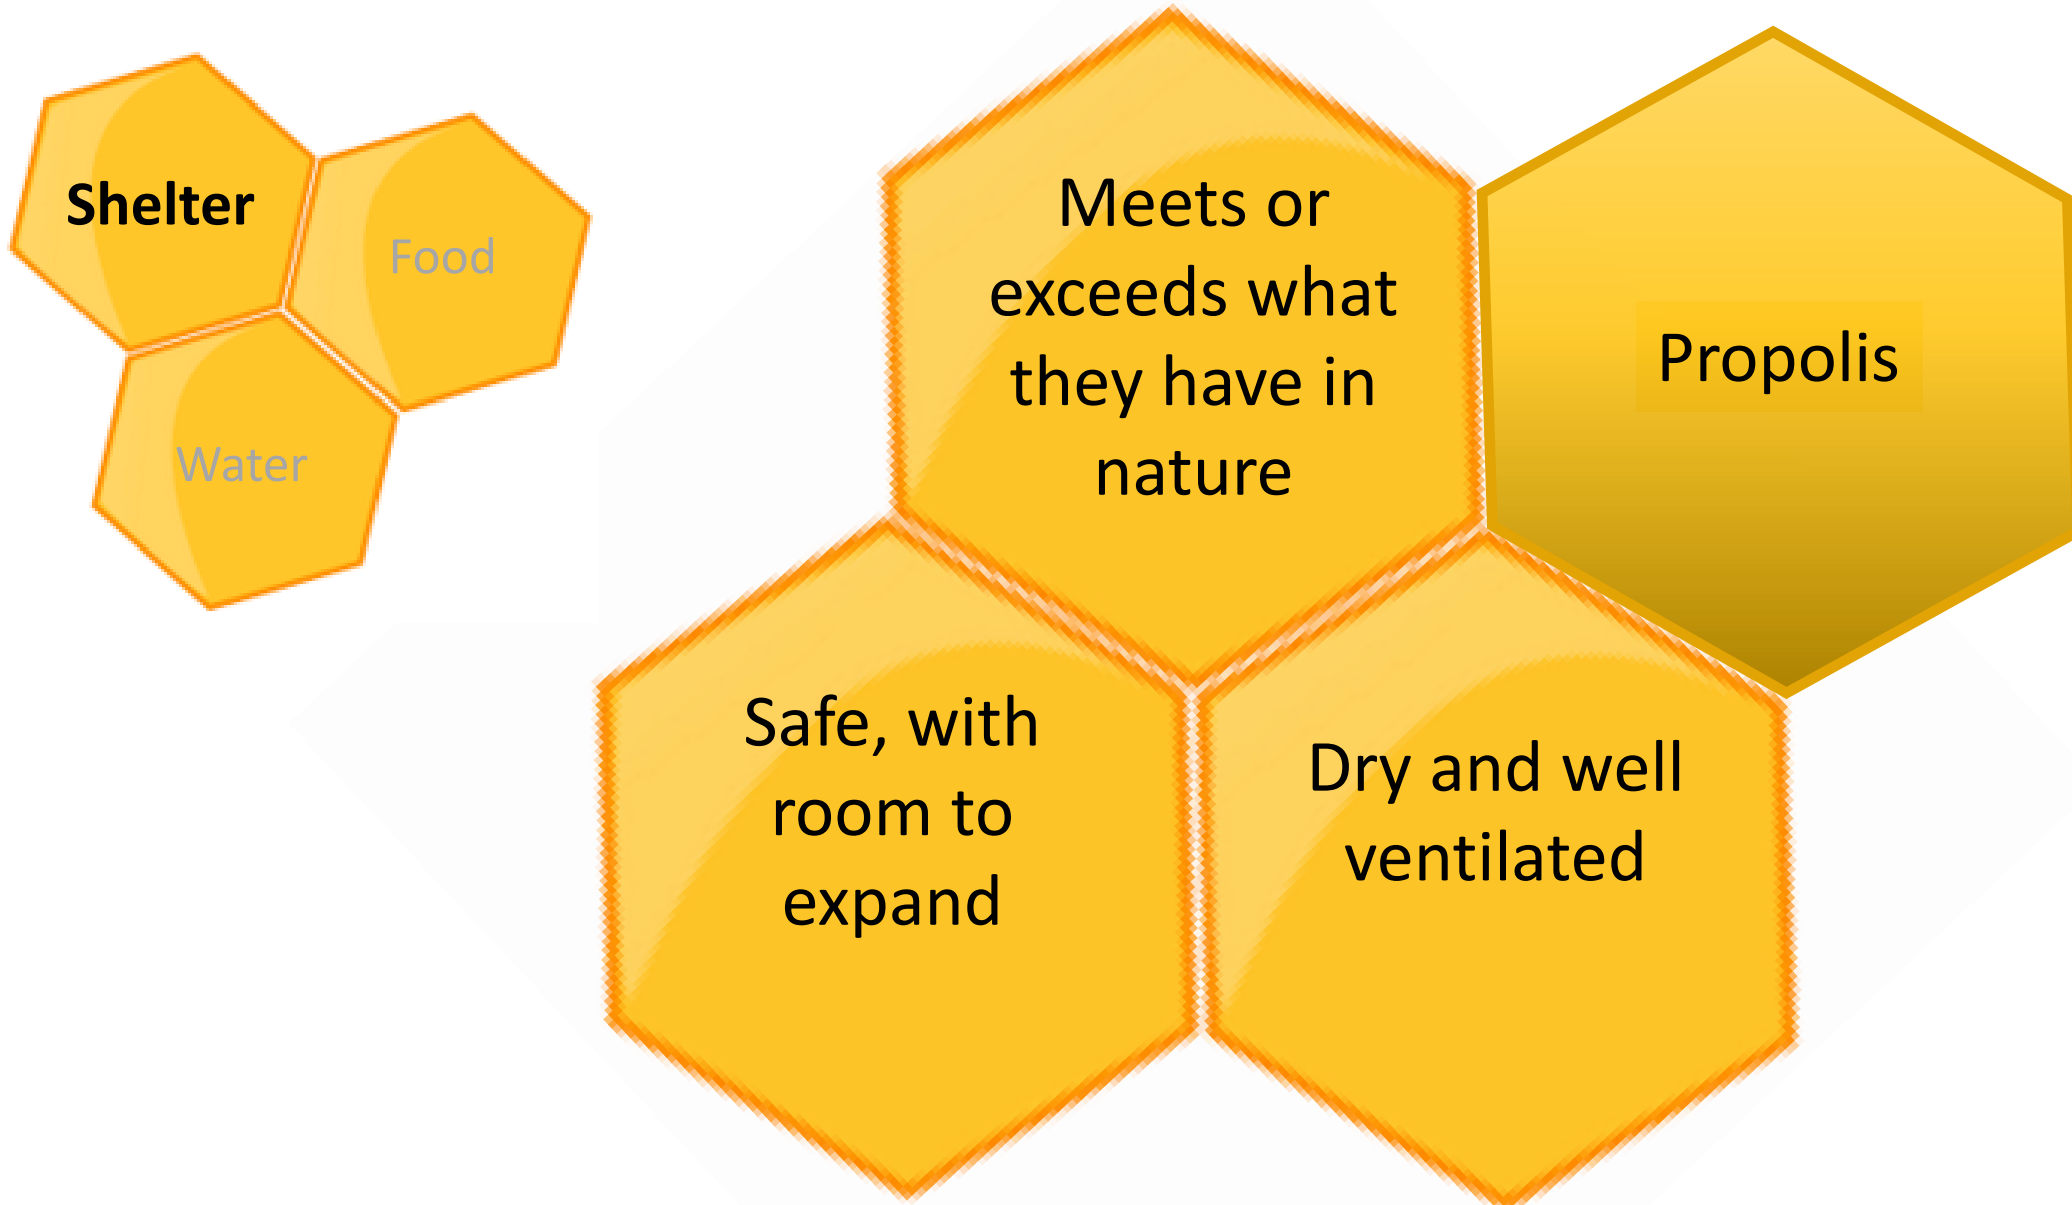 Shelter
Food
Water
Meets or
exceeds what
they have in
nature
Propolis
Safe, with
room to
expand
Dry and well
ventilated